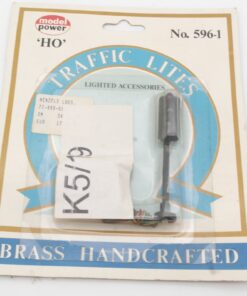 model
power
'HO'
No. 596-1
TRAFFIC LITES
LIGHTED ACCESSORIES
K5/9
BRASS HANDCRAFTED